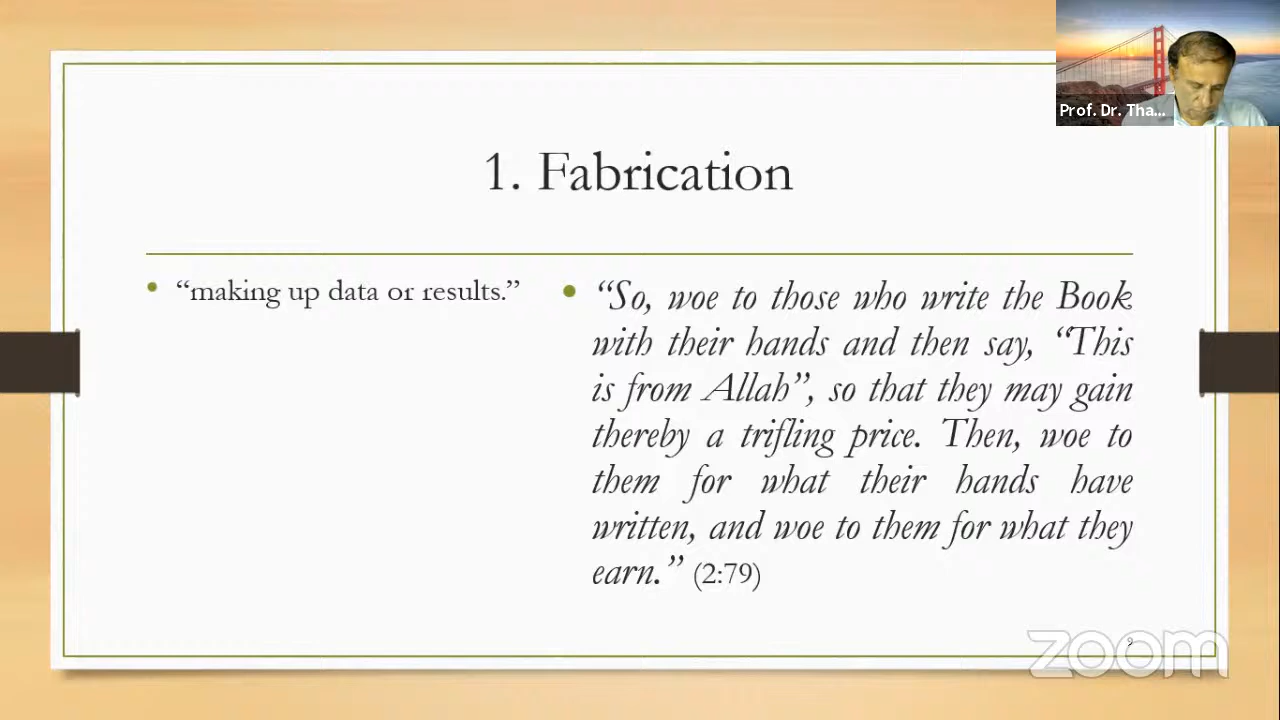 Prof. Dr. Tha...
1. Fabrication
• “making up data or results.”
• “So, woe to those who write the Book
with their hands and then say, “This
is from Allah”, so that they may gain
thereby a trifling price. Then, woe to
them for what their hands have
written, and woe to them for what they
earn.” (2:79)
9
zoom